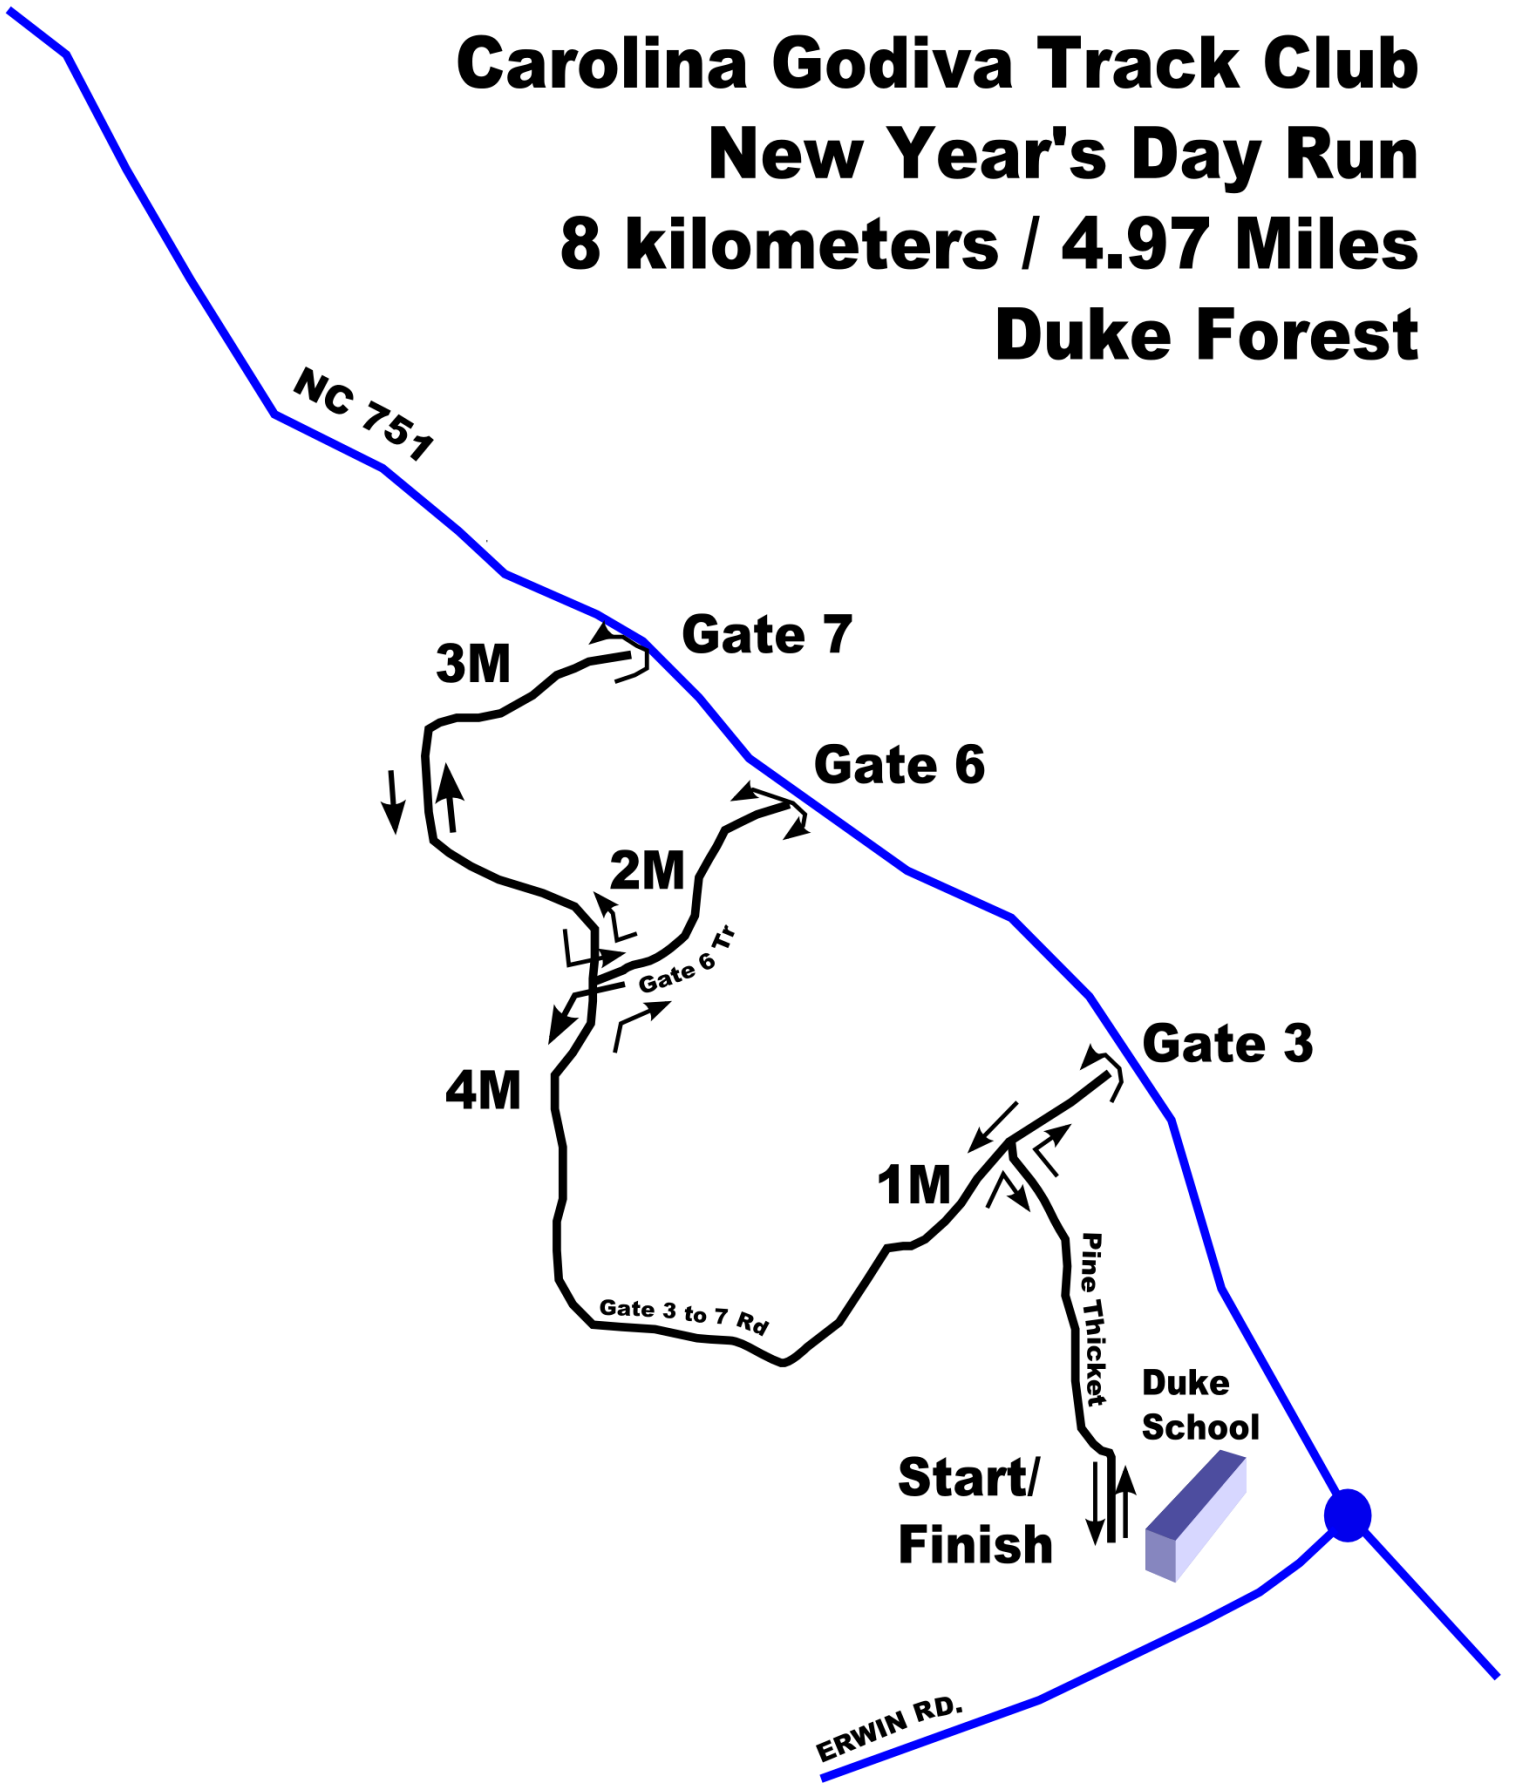 Carolina Godiva Track Club
New Year's Day Run
8 kilometers / 4.97 Miles
Duke Forest
NC 751
Gate 7
3M
Gate 6
2M
Gate 6 Tr
Gate 3
4M
1M
Pine Thicket
Gate 3 to 7 Rd
Duke
School
Start/
Finish
ERWIN RD.